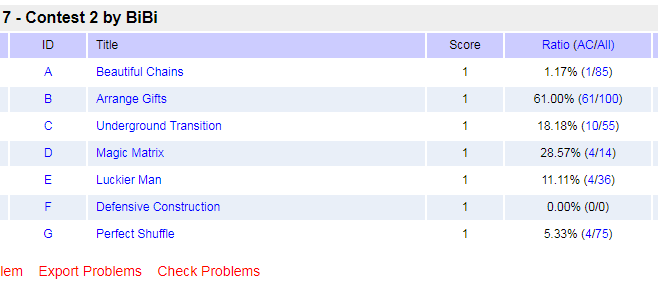 7 - Contest 2 by BiBi
ID Title Score Ratio (AC/All)
A Beautiful Chains 1 1.17% (1/85)
B Arrange Gifts 1 61.00% (61/100)
C Underground Transition 1 18.18% (10/55)
D Magic Matrix 1 28.57% (4/14)
E Luckier Man 1 11.11% (4/36)
F Defensive Construction 1 0.00% (0/0)
G Perfect Shuffle 1 5.33% (4/75)
lem Export Problems Check Problems